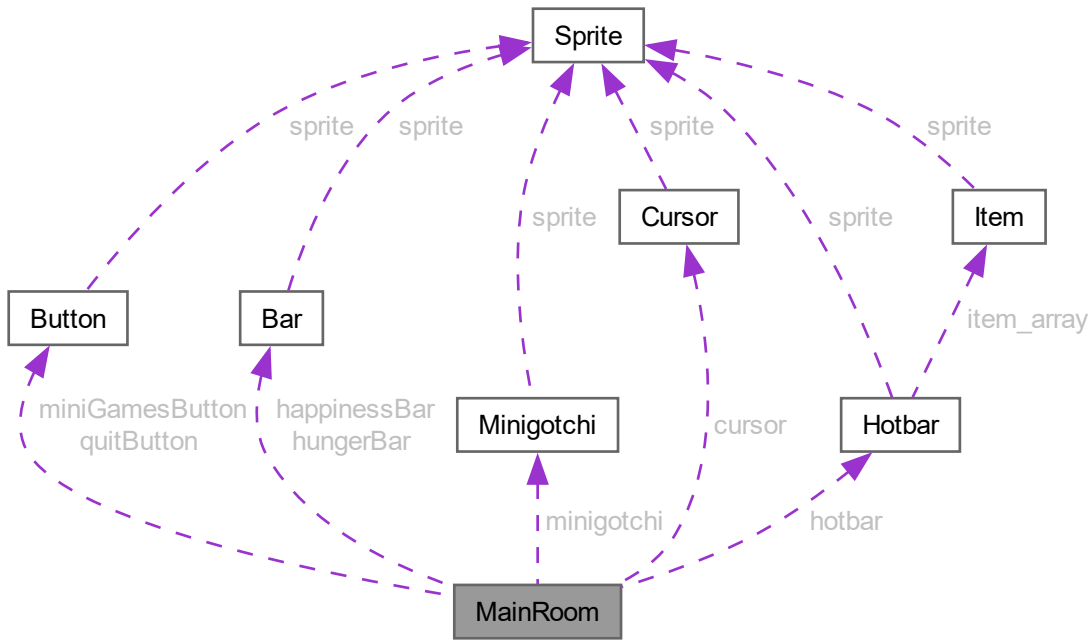 Sprite
sprite
sprite
sprite
sprite
sprite
Cursor
Item
sprite
Button
Bar
item_array
miniGamesButton
quitButton
happinessBar
hungerBar
Minigotchi
cursor
Hotbar
minigotchi
hotbar
MainRoom